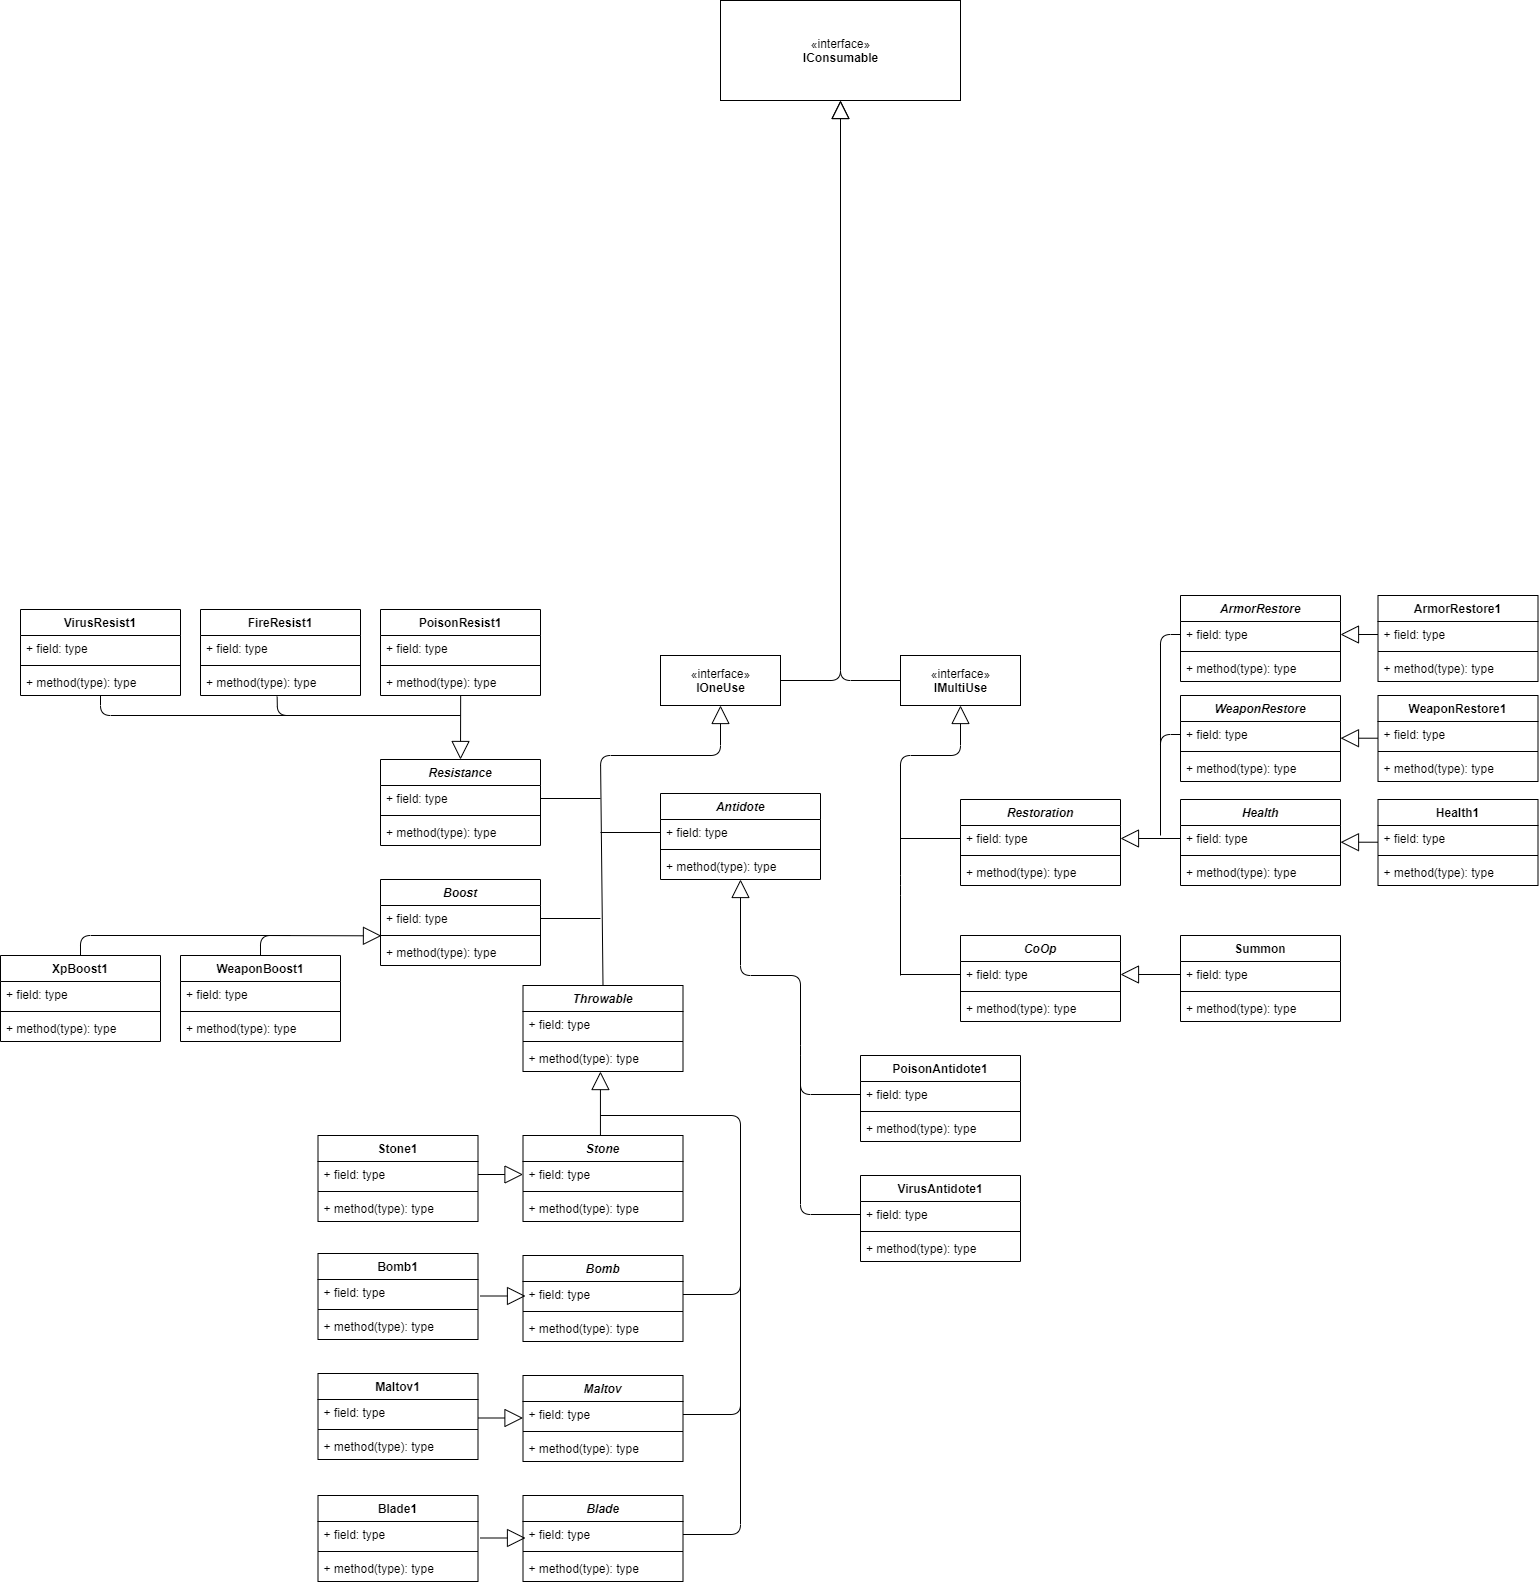 «interface»
IConsumable
VirusResist1
+ field: type
+ method(type): type
FireResist1
+ field: type
+ method(type): type
PoisonResist1
+ field: type
+ method(type): type
«interface»
IOneUse
«interface»
IMultiUse
ArmorRestore
+ field: type
+ method(type): type
ArmorRestore1
+ field: type
+ method(type): type
WeaponRestore
+ field: type
+ method(type): type
WeaponRestore1
+ field: type
+ method(type): type
Resistance
+ field: type
+ method(type): type
Antidote
+ field: type
+ method(type): type
Restoration
+ field: type
+ method(type): type
Health
+ field: type
+ method(type): type
Health1
+ field: type
+ method(type): type
Boost
+ field: type
+ method(type): type
XpBoost1
+ field: type
+ method(type): type
WeaponBoost1
+ field: type
+ method(type): type
CoOp
+ field: type
+ method(type): type
Summon
+ field: type
+ method(type): type
Throwable
+ field: type
+ method(type): type
PoisonAntidote1
+ field: type
+ method(type): type
Stone1
+ field: type
+ method(type): type
Stone
+ field: type
+ method(type): type
VirusAntidote1
+ field: type
+ method(type): type
Bomb1
+ field: type
+ method(type): type
Bomb
+ field: type
+ method(type): type
Maltov1
+ field: type
+ method(type): type
Maltov
+ field: type
+ method(type): type
Blade1
+ field: type
+ method(type): type
Blade
+ field: type
+ method(type): type